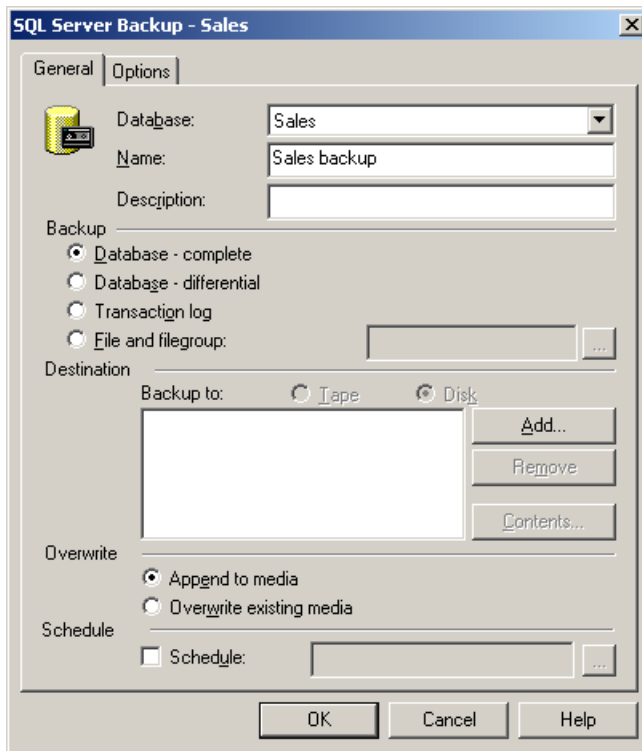 SQL Server Backup - Sales
General Options
Database: Sales
Name: Sales backup
Description:
Backup
Database - complete
Database - differential
Transaction log
File and filegroup: ...
Destination
Backup to: Tape Disk
Add...
Remove
Contents...
Overwrite
Append to media
Overwrite existing media
Schedule
Schedule: ...
OK Cancel Help